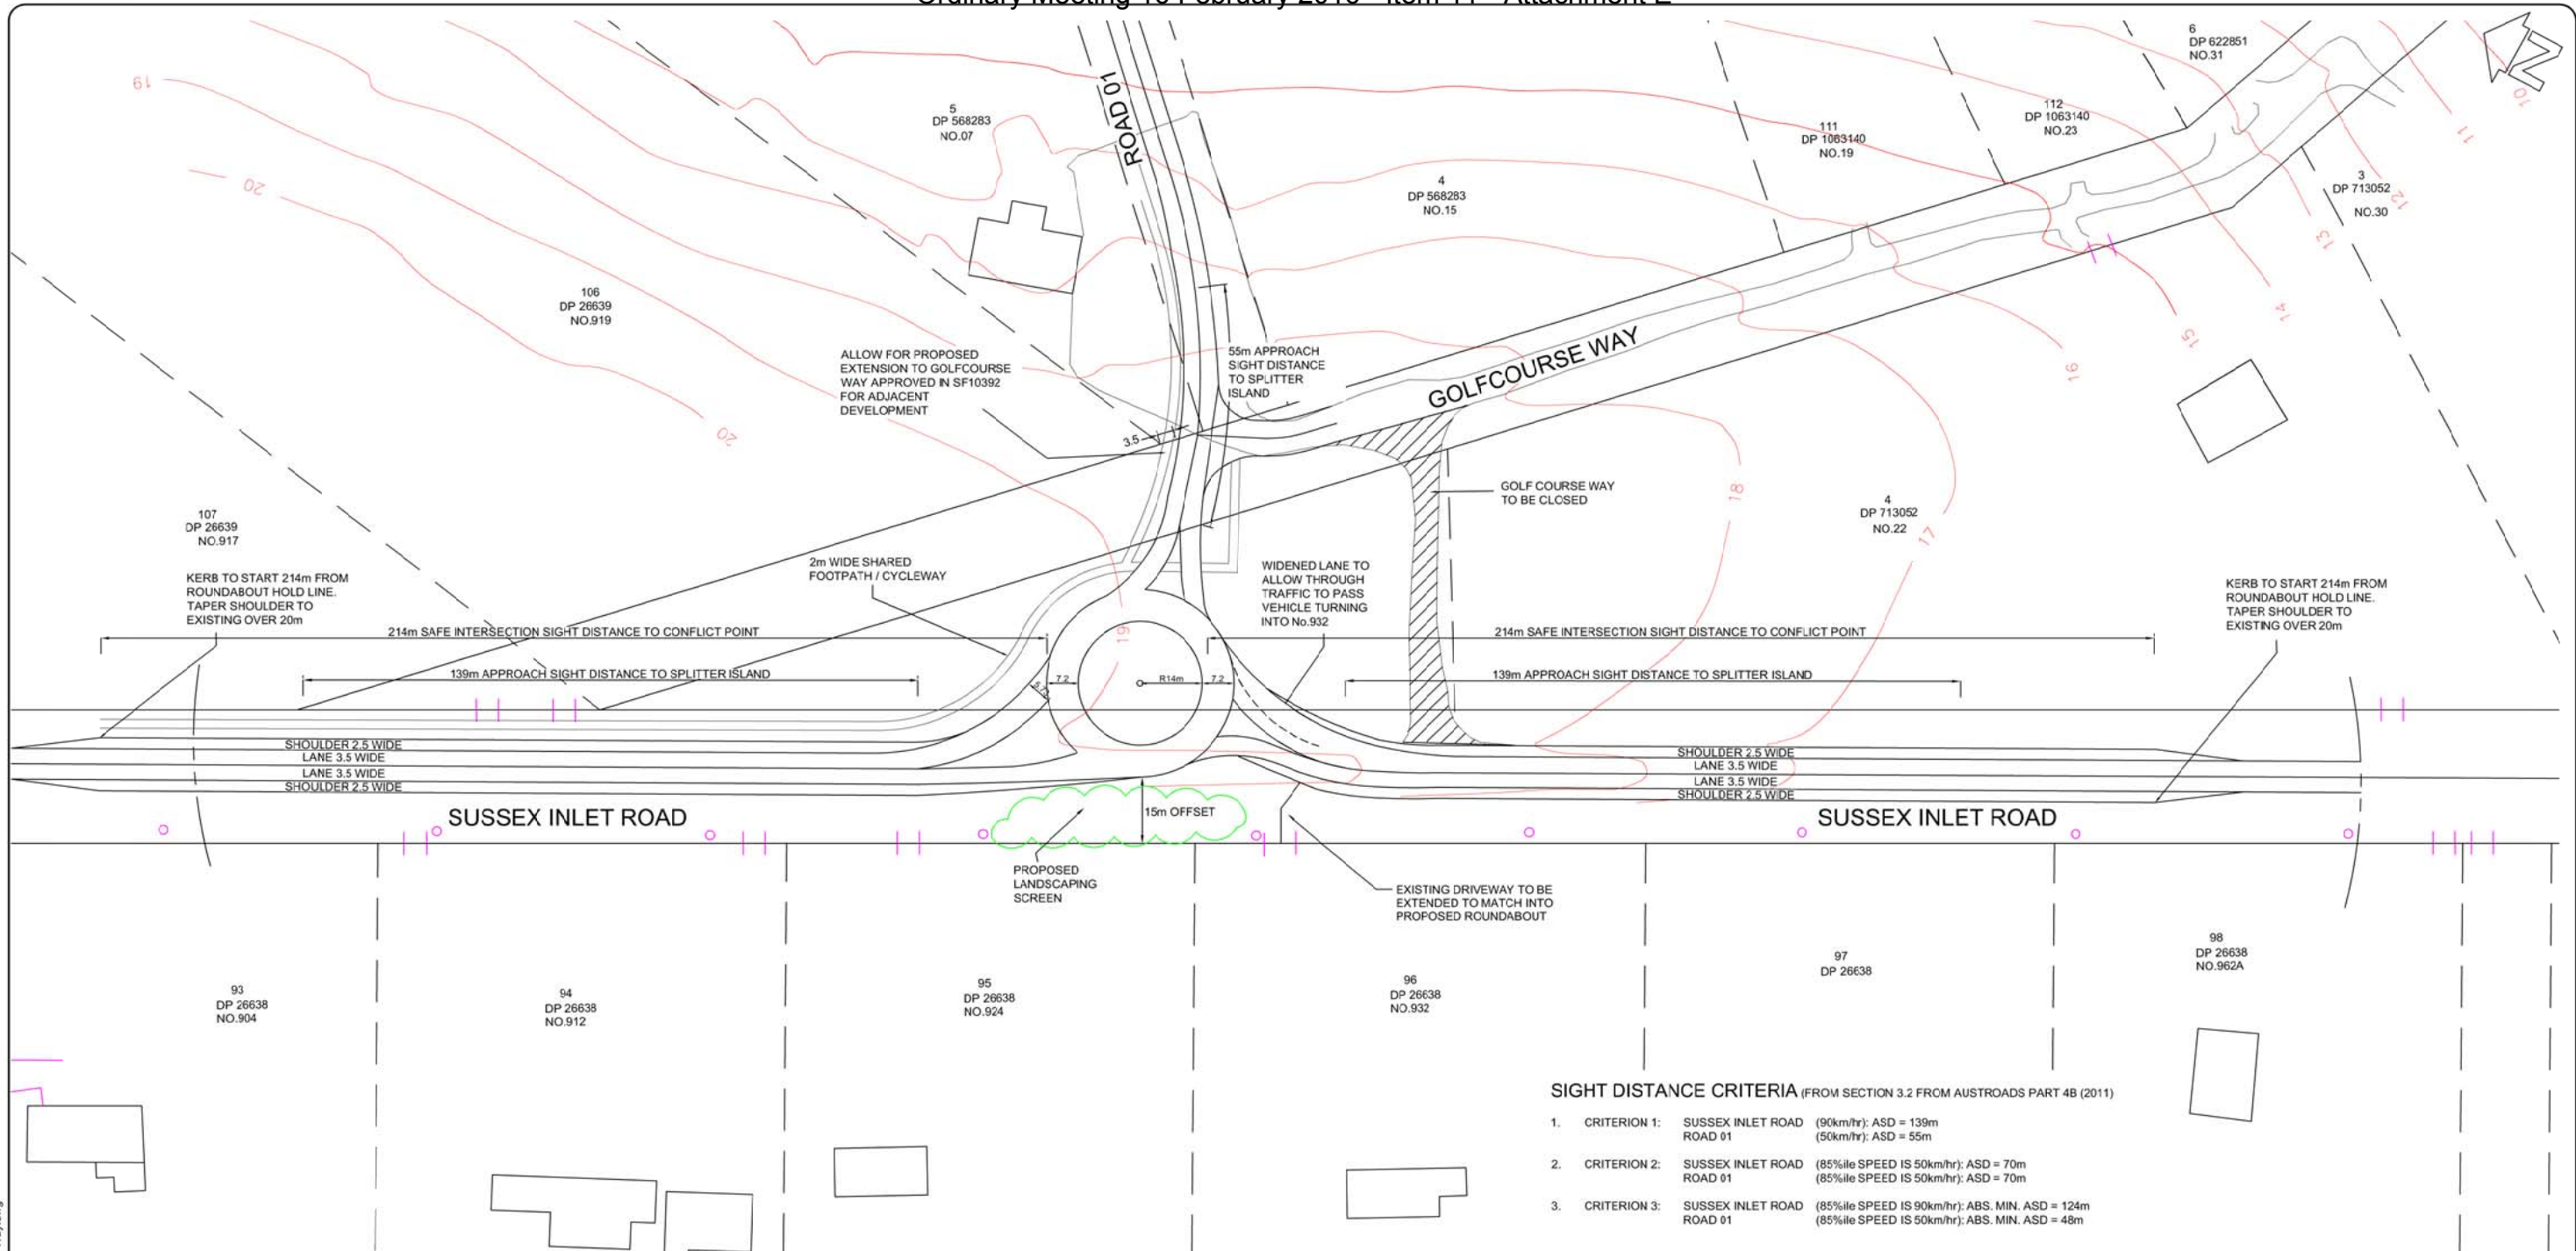 6
DP 622851
NO.31
19
ROAD 01
5
DP 568283
NO.07
112
DP 1063140
NO.23
111
DP 1063140
NO.19
10
11
12
13
14
15
16
3
DP 713052
NO.30
20
4
DP 568283
NO.15
106
DP 26639
NO.919
ALLOW FOR PROPOSED
EXTENSION TO GOLFCOURSE
WAY APPROVED IN SF10392
FOR ADJACENT
DEVELOPMENT
55m APPROACH
SIGHT DISTANCE
TO SPLITTER
ISLAND
GOLFCOURSE WAY
20
3.5
GOLF COURSE WAY
TO BE CLOSED
18
4
DP 713052
NO.22
17
107
DP 26639
NO.917
KERB TO START 214m FROM
ROUNDABOUT HOLD LINE.
TAPER SHOULDER TO
EXISTING OVER 20m
2m WIDE SHARED
FOOTPATH / CYCLEWAY
WIDENED LANE TO
ALLOW THROUGH
TRAFFIC TO PASS
VEHICLE TURNING
INTO No.932
KERB TO START 214m FROM
ROUNDABOUT HOLD LINE.
TAPER SHOULDER TO
EXISTING OVER 20m
214m SAFE INTERSECTION SIGHT DISTANCE TO CONFLICT POINT
19
214m SAFE INTERSECTION SIGHT DISTANCE TO CONFLICT POINT
139m APPROACH SIGHT DISTANCE TO SPLITTER ISLAND
7.2
R14m
7.2
139m APPROACH SIGHT DISTANCE TO SPLITTER ISLAND
SHOULDER 2.5 WIDE
LANE 3.5 WIDE
LANE 3.5 WIDE
SHOULDER 2.5 WIDE
SHOULDER 2.5 WIDE
LANE 3.5 WIDE
LANE 3.5 WIDE
SHOULDER 2.5 WIDE
SUSSEX INLET ROAD
15m OFFSET
SUSSEX INLET ROAD
PROPOSED
LANDSCAPING
SCREEN
EXISTING DRIVEWAY TO BE
EXTENDED TO MATCH INTO
PROPOSED ROUNDABOUT
93
DP 26638
NO.904
94
DP 26638
NO.912
95
DP 26638
NO.924
96
DP 26638
NO.932
97
DP 26638
98
DP 26638
NO.962A
SIGHT DISTANCE CRITERIA (FROM SECTION 3.2 FROM AUSTROADS PART 4B (2011)
1. CRITERION 1: SUSSEX INLET ROAD (90km/hr): ASD = 139m
ROAD 01 (50km/hr): ASD = 55m
2. CRITERION 2: SUSSEX INLET ROAD (85%ile SPEED IS 50km/hr): ASD = 70m
ROAD 01 (85%ile SPEED IS 50km/hr): ASD = 70m
3. CRITERION 3: SUSSEX INLET ROAD (85%ile SPEED IS 90km/hr): ABS. MIN. ASD = 124m
ROAD 01 (85%ile SPEED IS 50km/hr): ABS. MIN. ASD = 48m